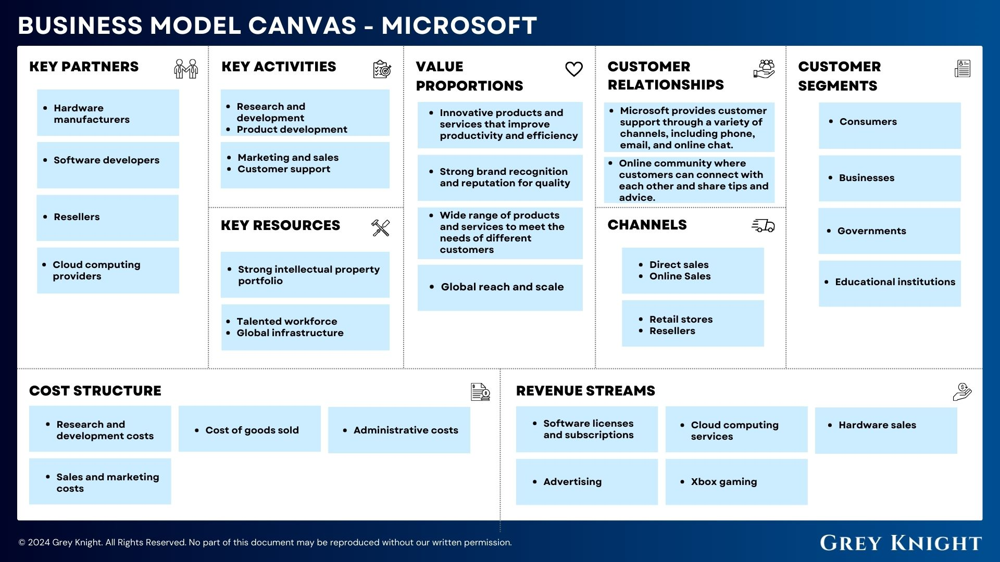 BUSINESS MODEL CANVAS - MICROSOFT
KEY PARTNERS
• Hardware
manufacturers
• Software developers
• Resellers
• Cloud computing
providers
KEY ACTIVITIES
• Research and
development
• Product development
• Marketing and sales
• Customer support
KEY RESOURCES
• Strong intellectual property
portfolio
• Talented workforce
• Global infrastructure
VALUE
PROPORTIONS
• Innovative products and
services that improve
productivity and efficiency
• Strong brand recognition
and reputation for quality
• Wide range of products
and services to meet the
needs of different
customers
• Global reach and scale
CUSTOMER
RELATIONSHIPS
• Microsoft provides customer
support through a variety of
channels, including phone,
email, and online chat.
• Online community where
customers can connect with
each other and share tips and
advice.
CHANNELS
• Direct sales
• Online Sales
• Retail stores
• Resellers
CUSTOMER
SEGMENTS
• Consumers
• Businesses
• Governments
• Educational institutions
COST STRUCTURE
• Research and
development costs
• Cost of goods sold
• Administrative costs
• Sales and marketing
costs
REVENUE STREAMS
• Software licenses
and subscriptions
• Cloud computing
services
• Hardware sales
• Advertising
• Xbox gaming
© 2024 Grey Knight. All Rights Reserved. No part of this document may be reproduced without our written permission.
GREY KNIGHT